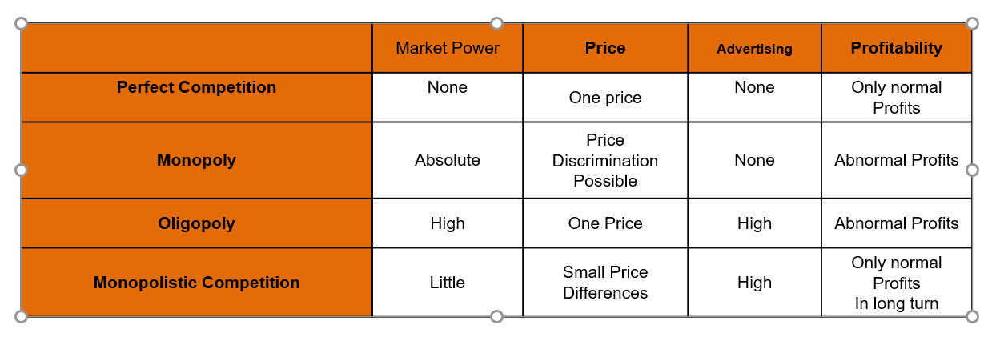 Market Power Price Advertising Profitability
Perfect Competition None One price None Only normal
Profits
Monopoly Absolute Price
Discrimination
Possible None Abnormal Profits
Oligopoly High One Price High Abnormal Profits
Monopolistic Competition Little Small Price
Differences High Only normal
Profits
In long turn